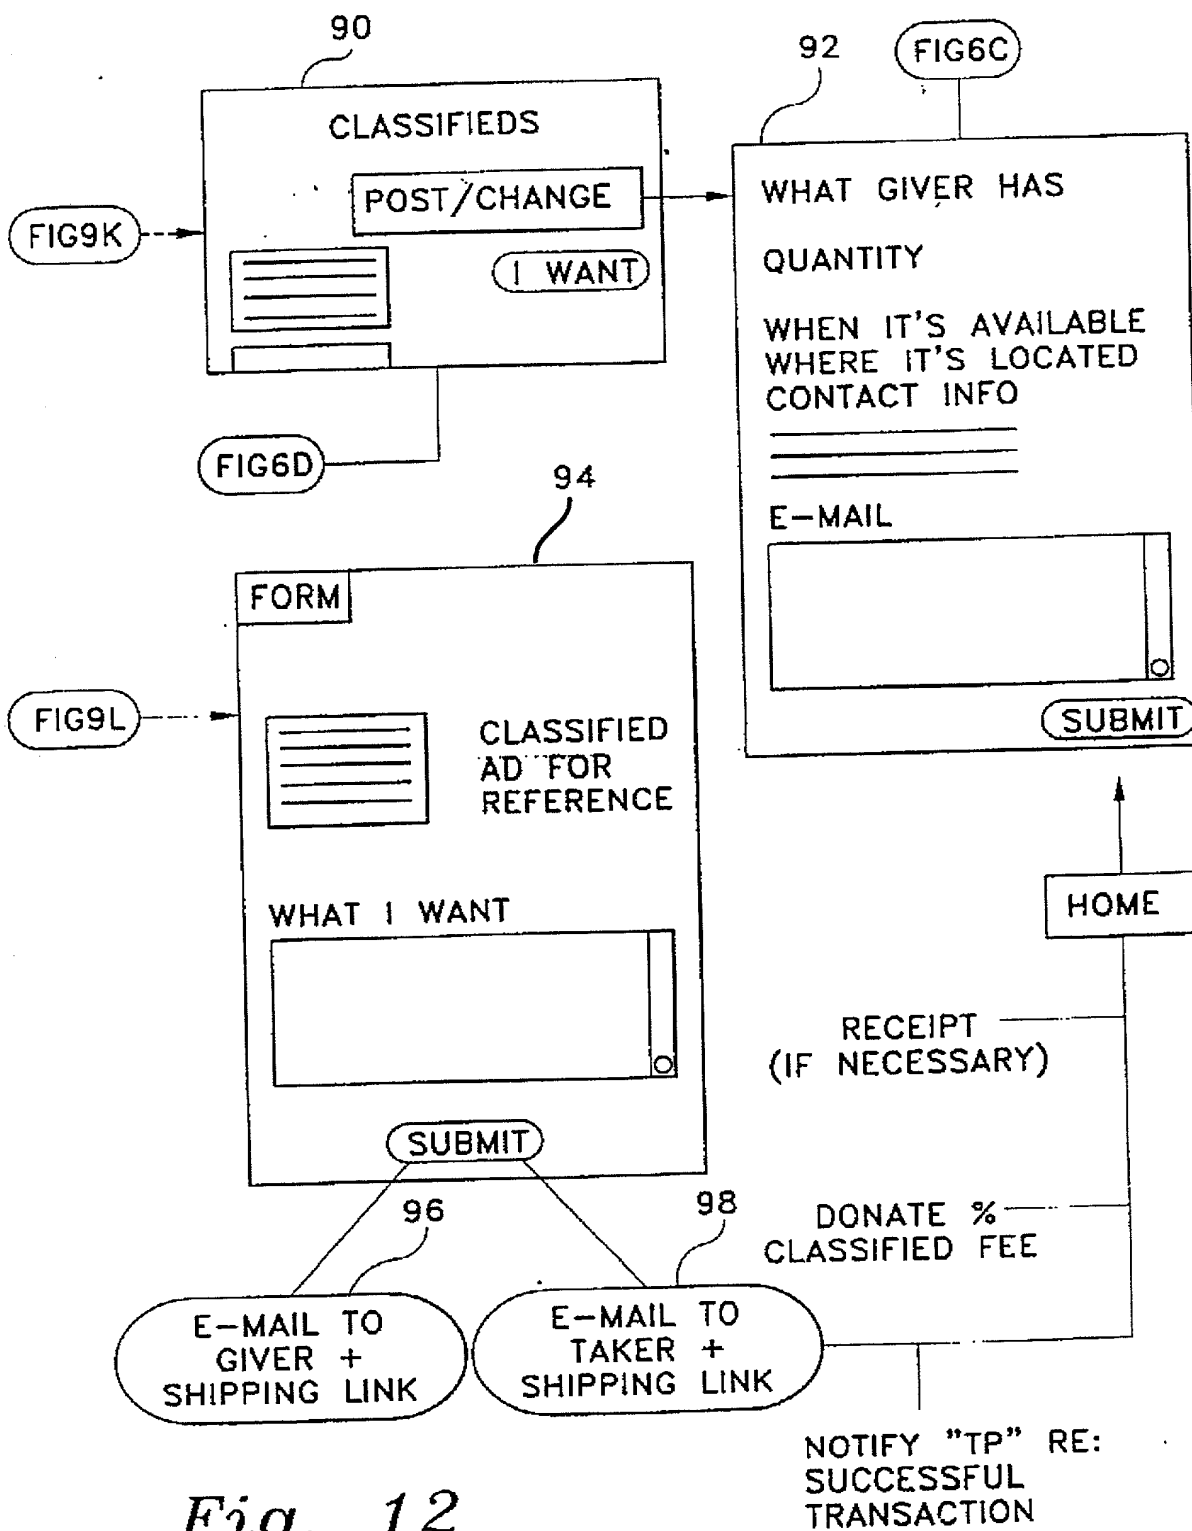 90
CLASSIFIEDS
POST/CHANGE
I WANT
FIG9K
FIG6D
92
FIG6C
WHAT GIVER HAS
QUANTITY
WHEN IT'S AVAILABLE
WHERE IT'S LOCATED
CONTACT INFO
E-MAIL
SUBMIT
94
FORM
FIG9L
CLASSIFIED
AD FOR
REFERENCE
WHAT I WANT
SUBMIT
HOME
RECEIPT
(IF NECESSARY)
DONATE %
CLASSIFIED FEE
96
E-MAIL TO
GIVER +
SHIPPING LINK
98
E-MAIL TO
TAKER +
SHIPPING LINK
NOTIFY "TP" RE:
SUCCESSFUL
TRANSACTION
Fig. 12